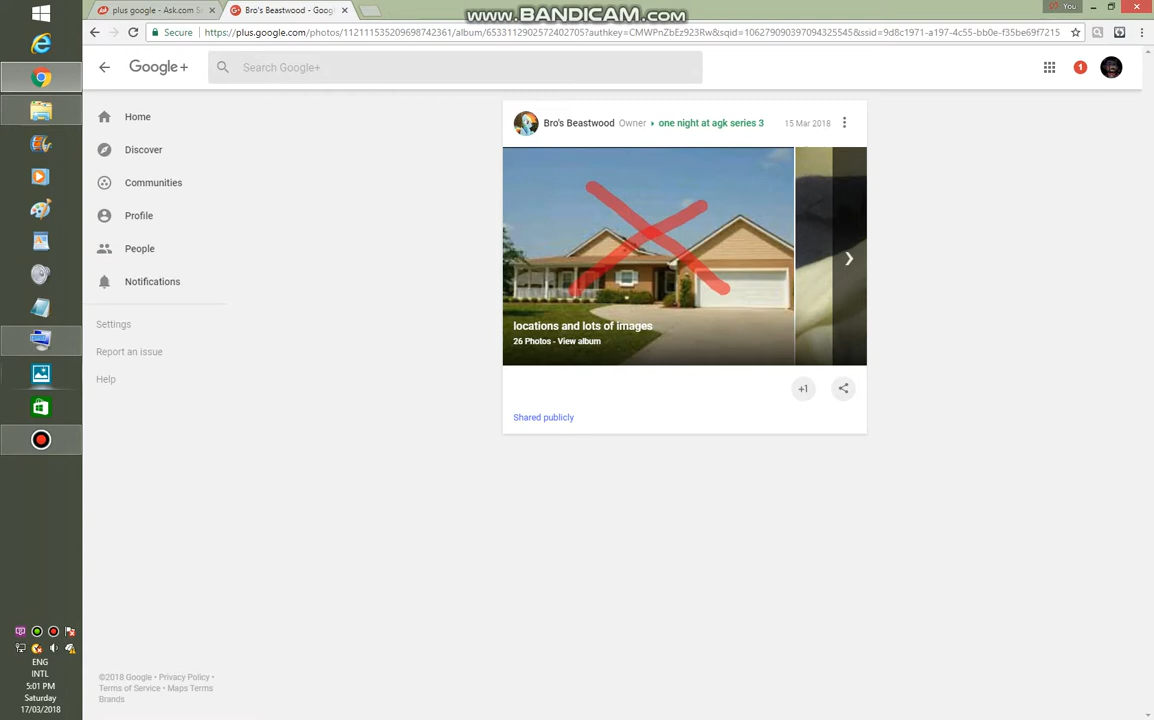 plus google - Ask.com S
Bro's Beastwood - Goog
www.BANDICAM.com
You
Secure
https://plus.google.com/photos/112111535209698742361/album/6533112902572402705?authkey=CMWPnZbEz923Rw&sqid=106279090397094325545&ssid=9d8c1971-a197-4c55-bb0e-f35be69f7215
Google+
Search Google+
1
Home
Discover
Communities
Profile
People
Notifications
Settings
Report an issue
Help
Bro's Beastwood Owner one night at agk series 3 15 Mar 2018
locations and lots of images
26 Photos - View album
+1
Shared publicly
©2018 Google • Privacy Policy •
Terms of Service • Maps Terms
Brands
ENG
INTL
5:01 PM
Saturday
17/03/2018